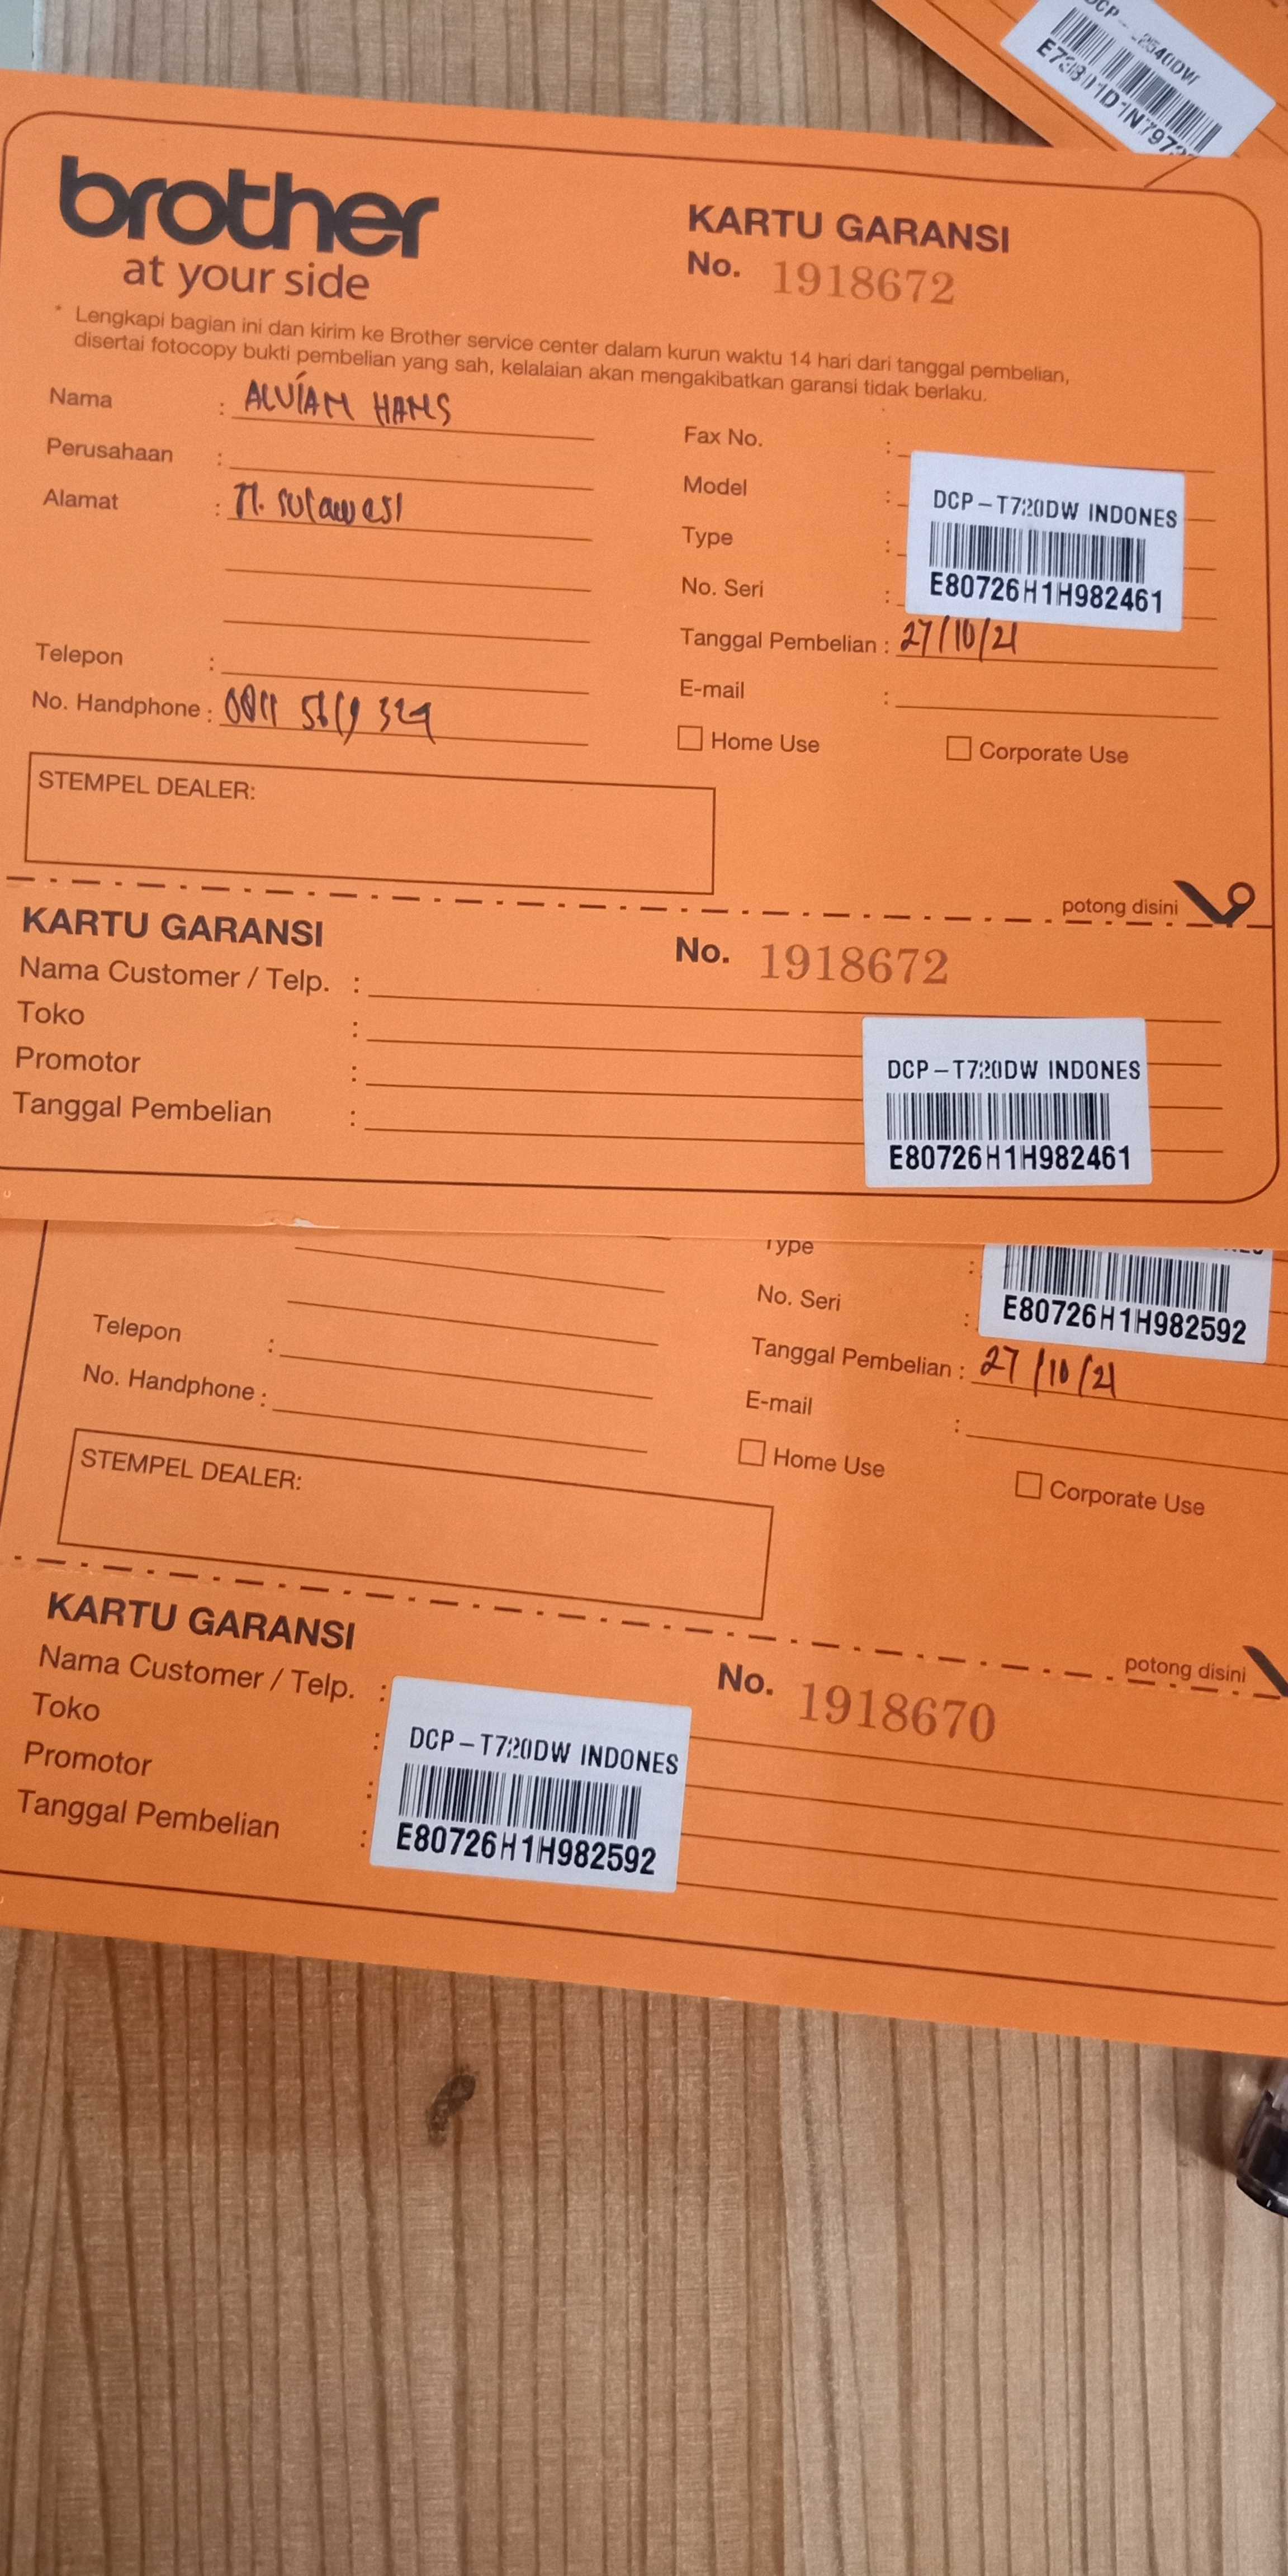 brother
at your side
KARTU GARANSI
No. 1918672
* Lengkapi bagian ini dan kirim ke Brother service center dalam kurun waktu 14 hari dari tanggal pembelian,
disertai fotocopy bukti pembelian yang sah, kelalaian akan mengakibatkan garansi tidak berlaku.
Nama : ALVIAM HAMS
Perusahaan :
Alamat : Jl. Sulawesi
Telepon :
No. Handphone :
Fax No. :
Model :
Type :
No. Seri :
DCP-T720DW INDONES
E80726H1H982461
Tanggal Pembelian : 27/10/21
E-mail :
Home Use
Corporate Use
STEMPEL DEALER:
potong disini
KARTU GARANSI
No. 1918672
Nama Customer / Telp. :
Toko :
Promotor :
Tanggal Pembelian :
DCP-T720DW INDONES
E80726H1H982461
Type :
No. Seri :
E80726H1H982592
Tanggal Pembelian : 27/10/21
Telepon :
No. Handphone :
E-mail :
Home Use
Corporate Use
STEMPEL DEALER:
potong disini
KARTU GARANSI
No. 1918670
Nama Customer / Telp. :
Toko :
Promotor :
Tanggal Pembelian :
DCP-T720DW INDONES
E80726H1H982592